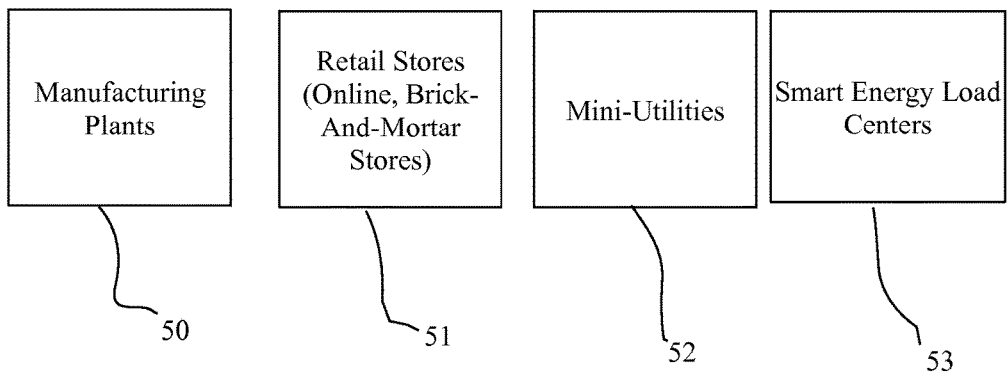 Manufacturing
Plants
Retail Stores
(Online, Brick-
And-Mortar
Stores)
Mini-Utilities
Smart Energy Load
Centers
50
51
52
53